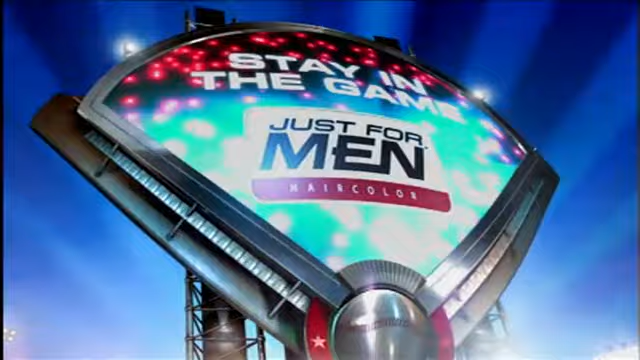 STAY IN
THE GAME
JUST FOR
MEN
HAIRCOLOR